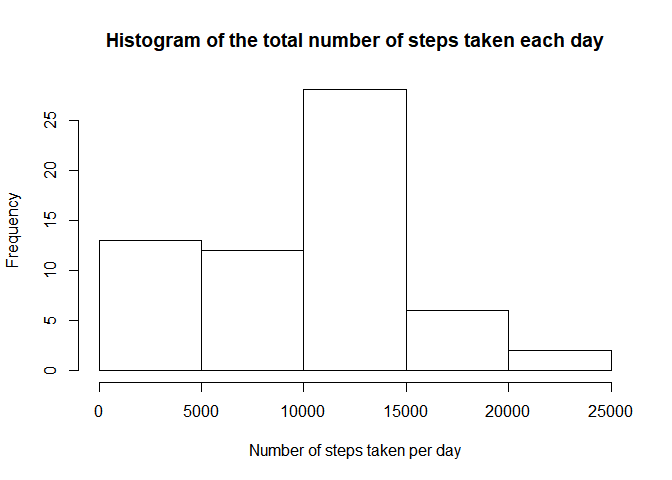 Histogram of the total number of steps taken each day
Frequency
25
20
15
10
5
0
0 5000 10000 15000 20000 25000
Number of steps taken per day